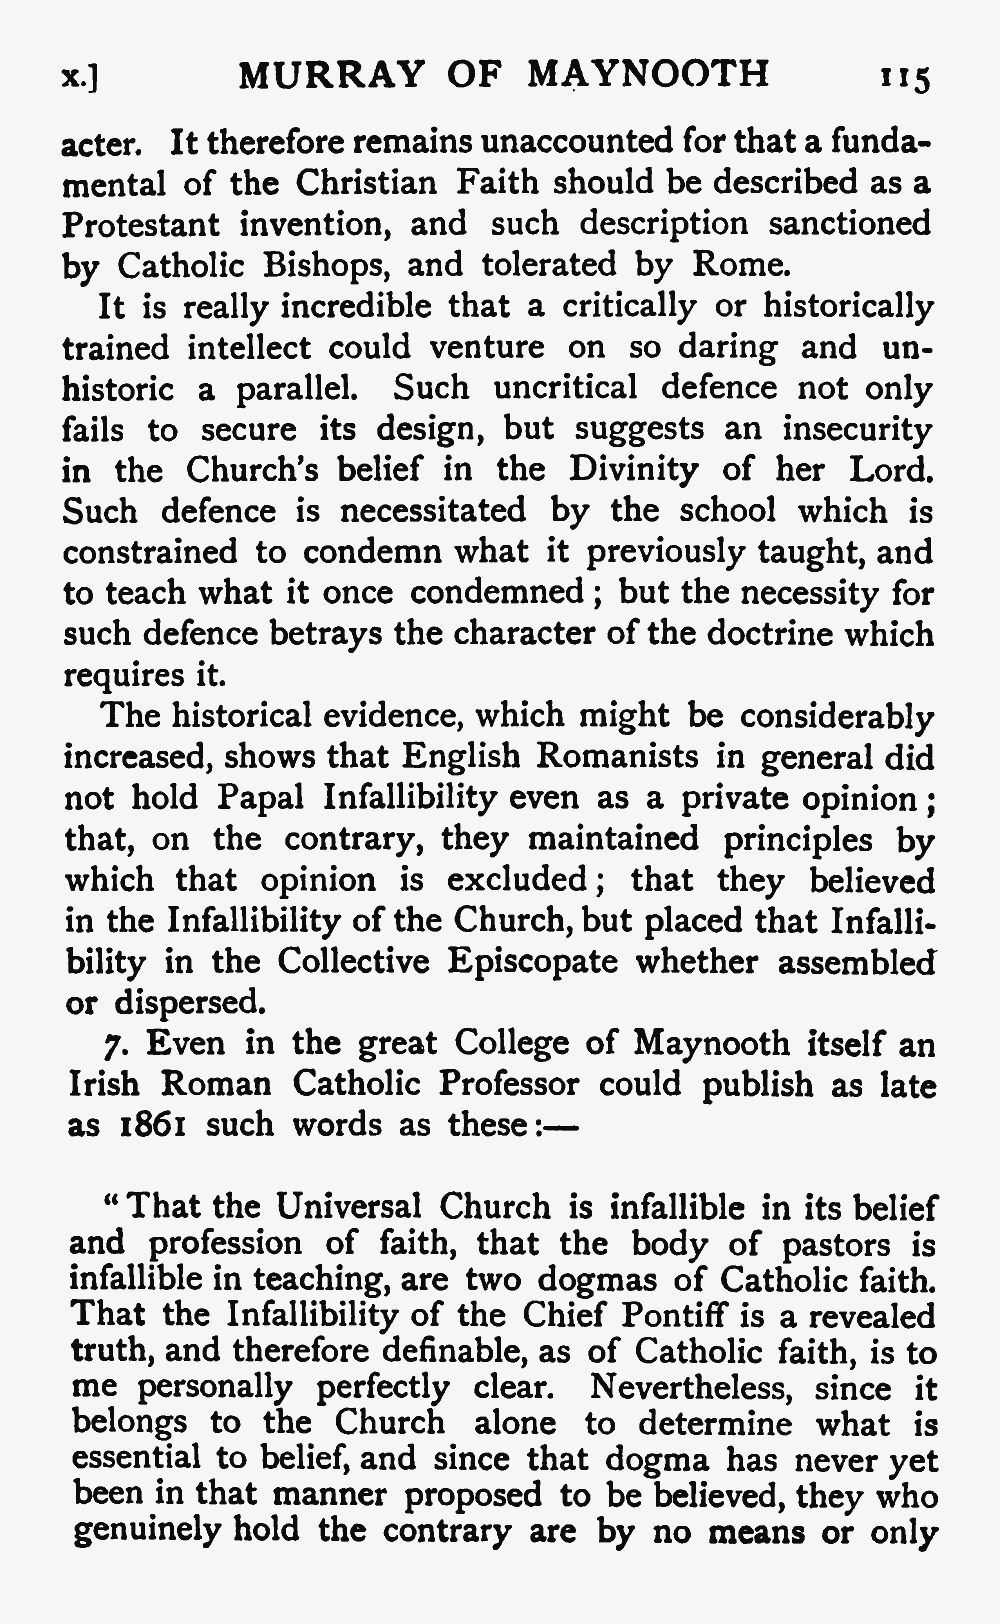 x.] MURRAY OF MAYNOOTH 115
acter. It therefore remains unaccounted for that a funda-
mental of the Christian Faith should be described as a
Protestant invention, and such description sanctioned
by Catholic Bishops, and tolerated by Rome.
It is really incredible that a critically or historically
trained intellect could venture on so daring and un-
historic a parallel. Such uncritical defence not only
fails to secure its design, but suggests an insecurity
in the Church's belief in the Divinity of her Lord.
Such defence is necessitated by the school which is
constrained to condemn what it previously taught, and
to teach what it once condemned ; but the necessity for
such defence betrays the character of the doctrine which
requires it.
The historical evidence, which might be considerably
increased, shows that English Romanists in general did
not hold Papal Infallibility even as a private opinion ;
that, on the contrary, they maintained principles by
which that opinion is excluded ; that they believed
in the Infallibility of the Church, but placed that Infalli-
bility in the Collective Episcopate whether assembled
or dispersed.
7. Even in the great College of Maynooth itself an
Irish Roman Catholic Professor could publish as late
as 1861 such words as these :—
“ That the Universal Church is infallible in its belief
and profession of faith, that the body of pastors is
infallible in teaching, are two dogmas of Catholic faith.
That the Infallibility of the Chief Pontiff is a revealed
truth, and therefore definable, as of Catholic faith, is to
me personally perfectly clear. Nevertheless, since it
belongs to the Church alone to determine what is
essential to belief, and since that dogma has never yet
been in that manner proposed to be believed, they who
genuinely hold the contrary are by no means or only